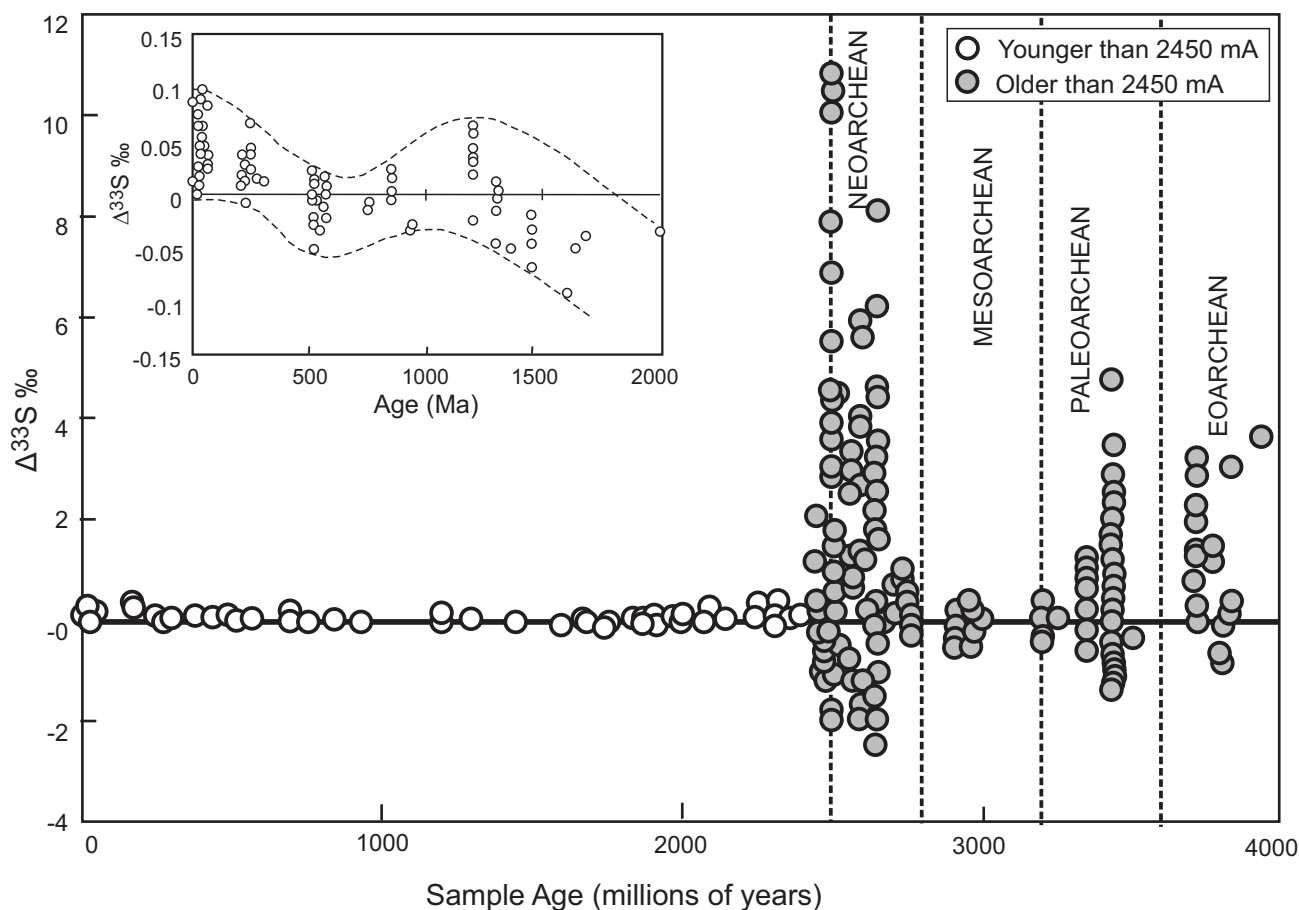 12
10
8
6
4
2
-0
-2
-4
Δ33S ‰
0
1000
2000
3000
4000
Sample Age (millions of years)
0.15
0.1
0.05
0
-0.05
-0.1
-0.15
Δ33S ‰
0
500
1000
1500
2000
Age (Ma)
NEOARCHEAN
MESOARCHEAN
PALEOARCHEAN
EOARCHEAN
Younger than 2450 mA
Older than 2450 mA